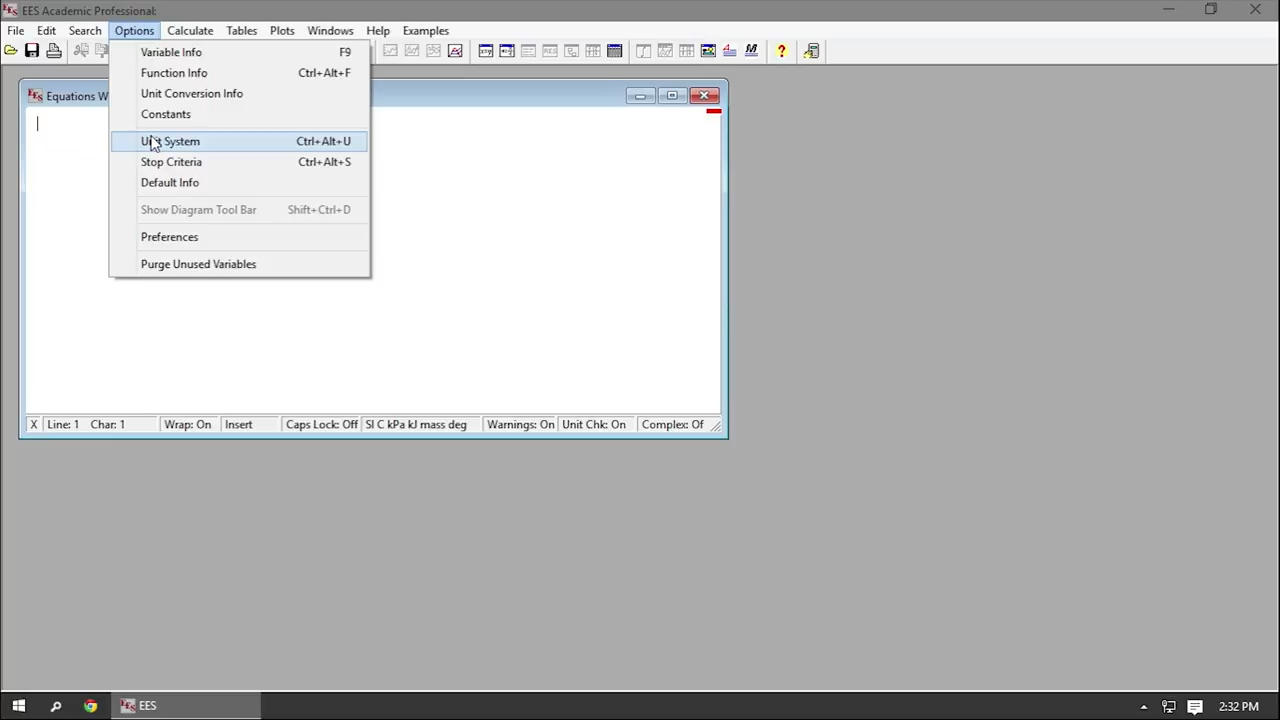 EES Academic Professional:
File Edit Search Options Calculate Tables Plots Windows Help Examples
Variable Info F9
Function Info Ctrl+Alt+F
Unit Conversion Info
Constants
Unit System Ctrl+Alt+U
Stop Criteria Ctrl+Alt+S
Default Info
Show Diagram Tool Bar Shift+Ctrl+D
Preferences
Purge Unused Variables
EES Equations W
X Line: 1 Char: 1 Wrap: On Insert Caps Lock: Off SI C kPa kJ mass deg Warnings: On Unit Chk: On Complex: Of
EES
2:32 PM